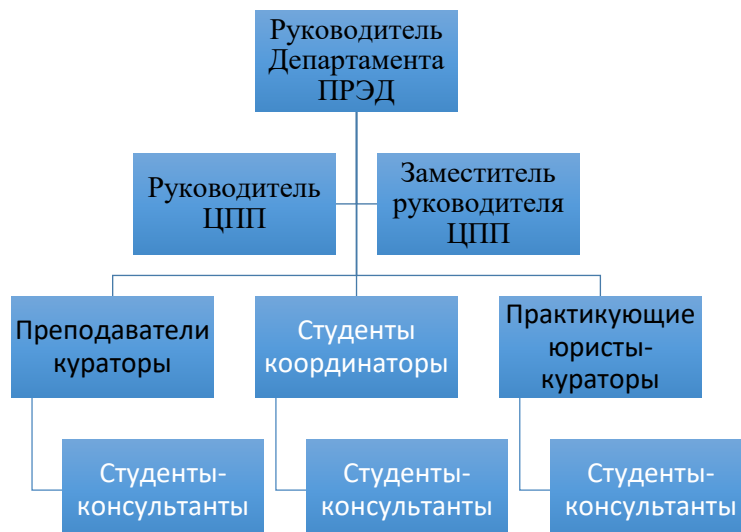 Руководитель
Департамента
ПРЭД
Руководитель
ЦПП
Заместитель
руководителя
ЦПП
Преподаватели
кураторы
Студенты
координаторы
Практикующие
юристы-
кураторы
Студенты-
консультанты
Студенты-
консультанты
Студенты-
консультанты